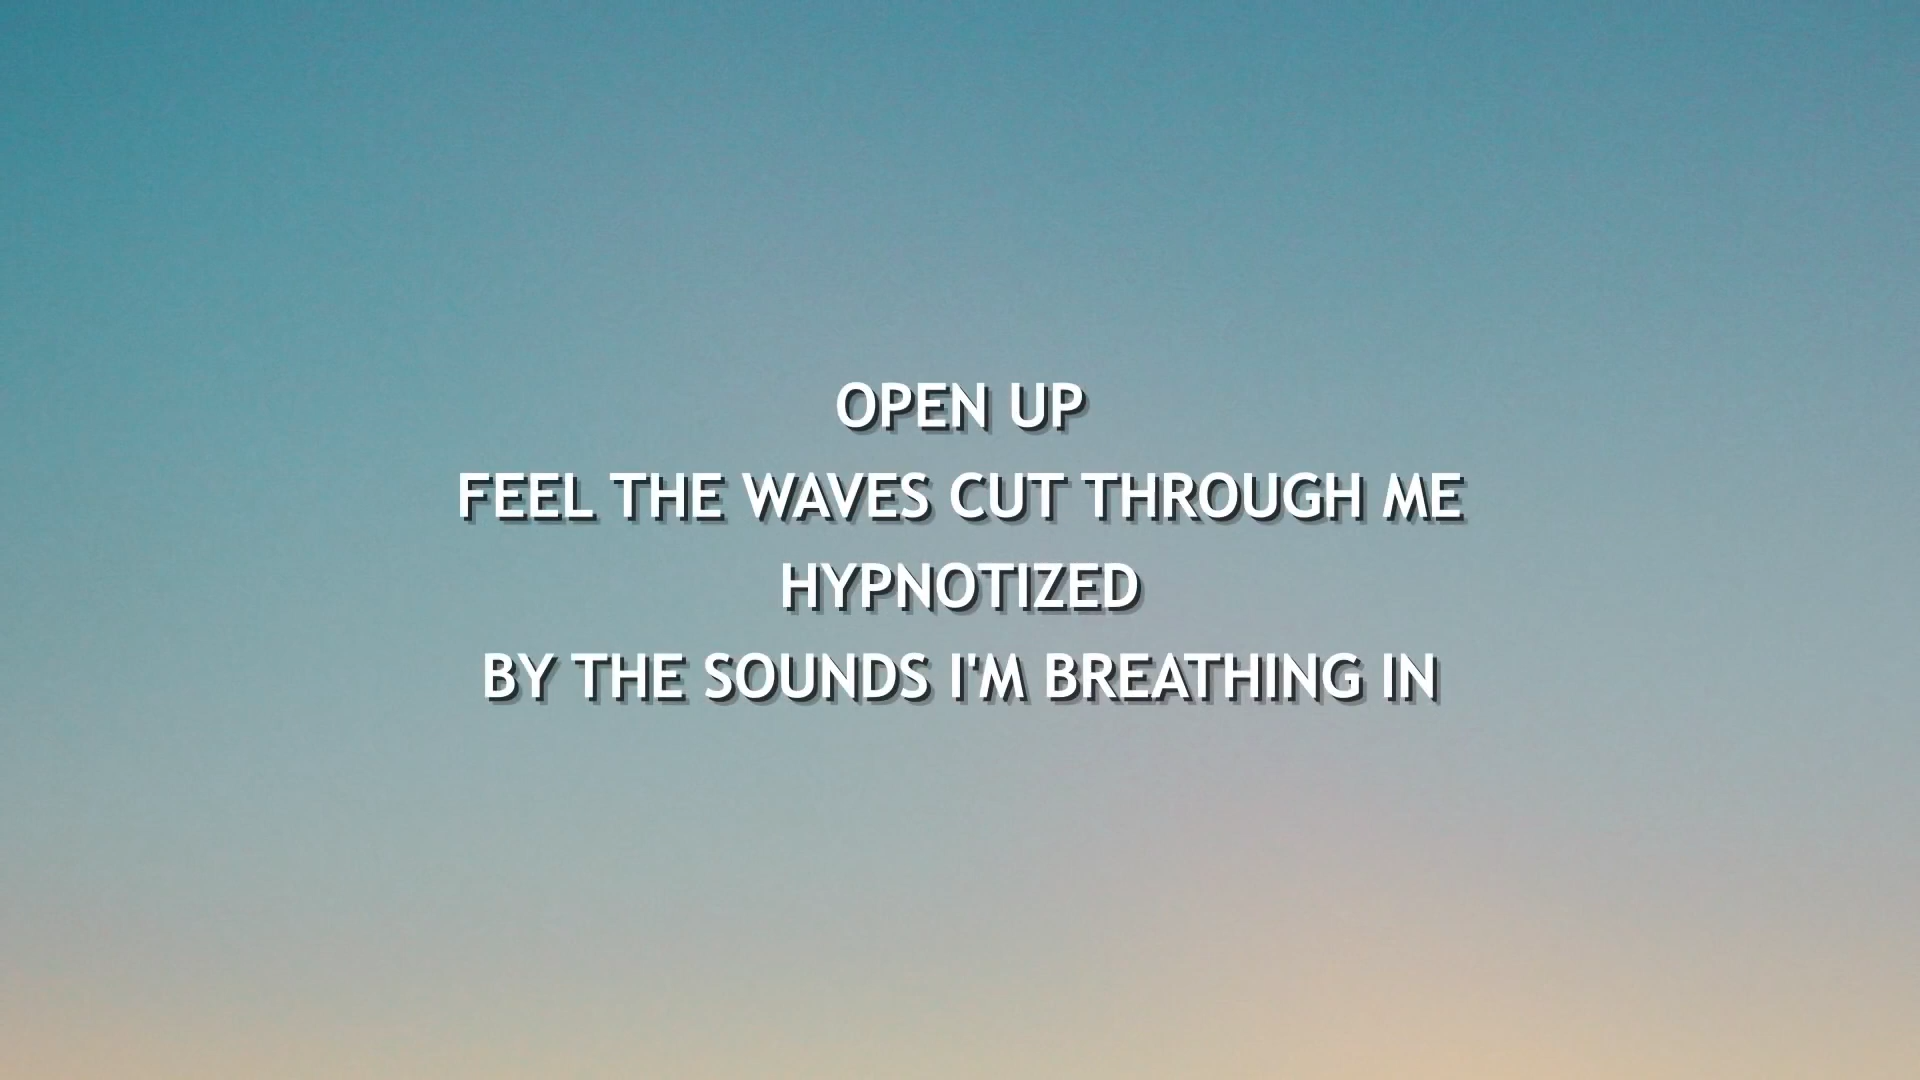 OPEN UP
FEEL THE WAVES CUT THROUGH ME
HYPNOTIZED
BY THE SOUNDS I'M BREATHING IN